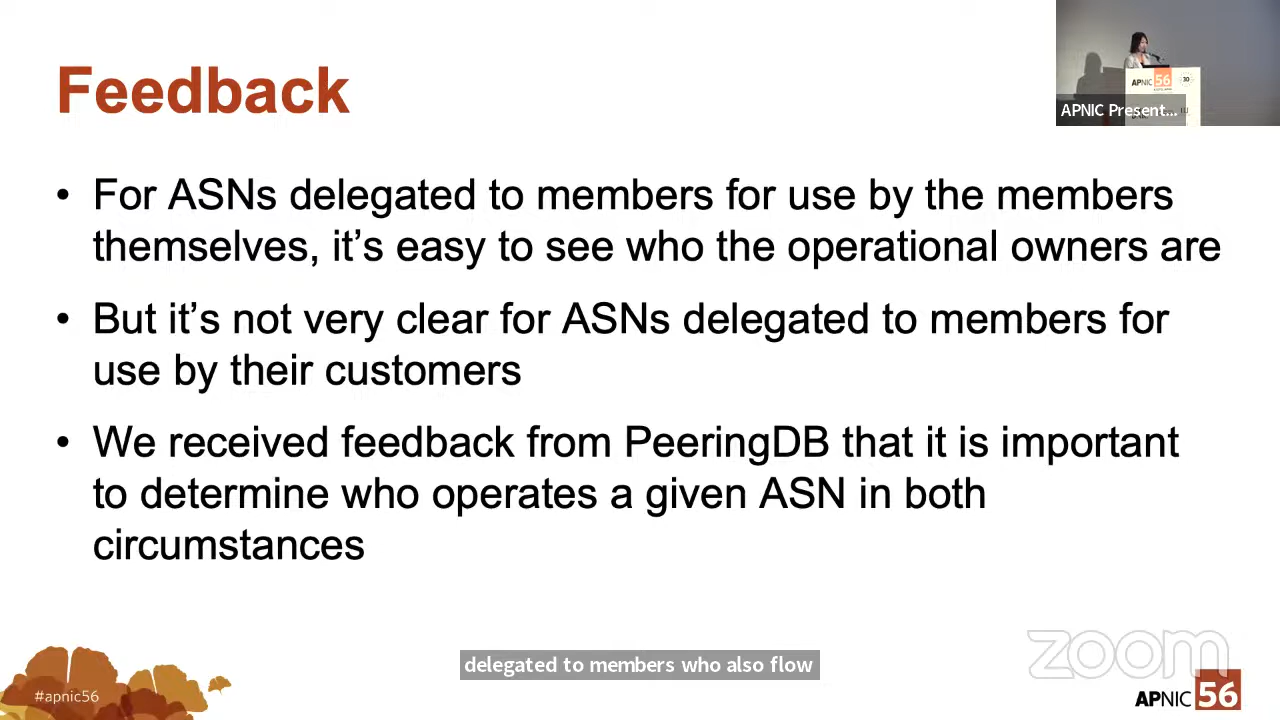 Feedback
APNIC 56
APNIC Present...
• For ASNs delegated to members for use by the members
themselves, it’s easy to see who the operational owners are
• But it’s not very clear for ASNs delegated to members for
use by their customers
• We received feedback from PeeringDB that it is important
to determine who operates a given ASN in both
circumstances
delegated to members who also flow
zoom
#apnic56
APNIC 56